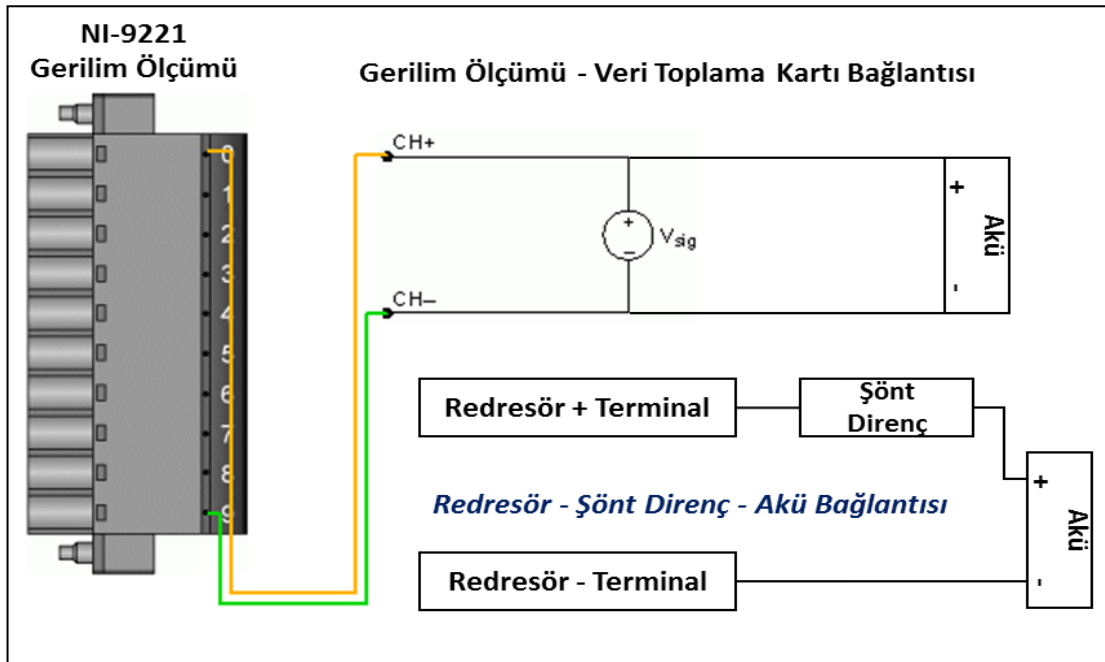 NI-9221
Gerilim Ölçümü
Gerilim Ölçümü - Veri Toplama Kartı Bağlantısı
0
1
2
3
4
5
6
7
8
9
CH+
CH–
+
–
Vsig
+
-
Akü
Redresör + Terminal
Şönt
Direnç
Redresör - Şönt Direnç - Akü Bağlantısı
+
-
Akü
Redresör - Terminal